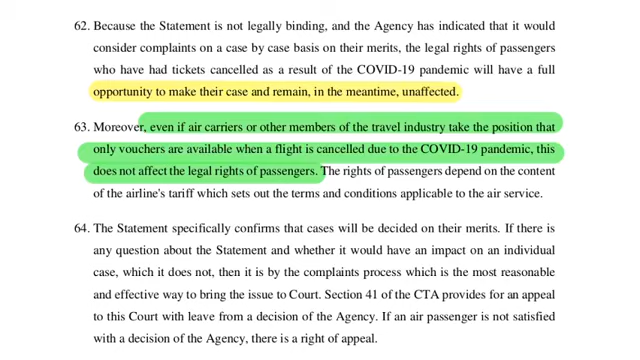 62. Because the Statement is not legally binding, and the Agency has indicated that it would
consider complaints on a case by case basis on their merits, the legal rights of passengers
who have had tickets cancelled as a result of the COVID-19 pandemic will have a full
opportunity to make their case and remain, in the meantime, unaffected.
63. Moreover, even if air carriers or other members of the travel industry take the position that
only vouchers are available when a flight is cancelled due to the COVID-19 pandemic, this
does not affect the legal rights of passengers. The rights of passengers depend on the content
of the airline's tariff which sets out the terms and conditions applicable to the air service.
64. The Statement specifically confirms that cases will be decided on their merits. If there is
any question about the Statement and whether it would have an impact on an individual
case, which it does not, then it is by the complaints process which is the most reasonable
and effective way to bring the issue to Court. Section 41 of the CTA provides for an appeal
to this Court with leave from a decision of the Agency. If an air passenger is not satisfied
with a decision of the Agency, there is a right of appeal.